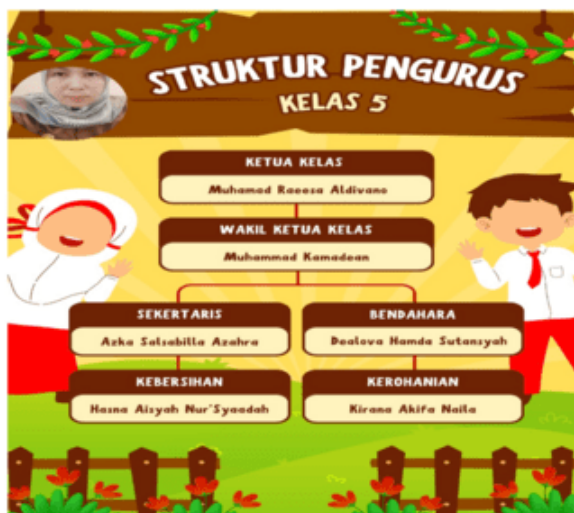 STRUKTUR PENGURUS
KELAS 5
KETUA KELAS
Muhamad Raeesa Aldivano
WAKIL KETUA KELAS
Muhammad Kamadean
SEKERTARIS
Azka Salsabilla Azahra
BENDAHARA
Dealova Hamda Sutansyah
KEBERSIHAN
Hasna Aisyah Nur'Syaadah
KEROHANIAN
Kirana Akifa Naila